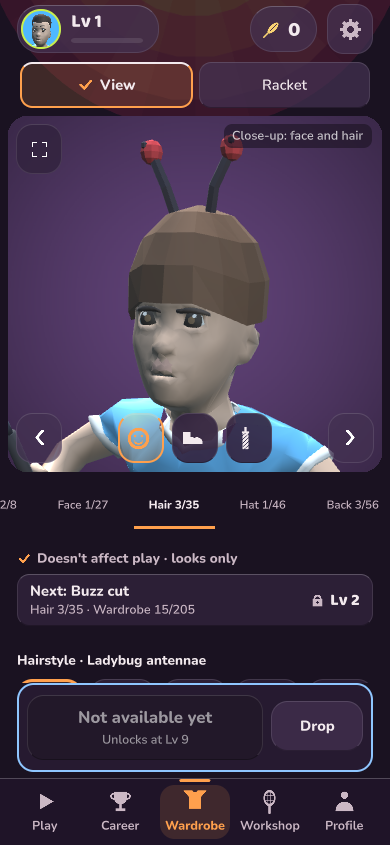 Lv 1
0
View
Racket
Close-up: face and hair
2/8
Face 1/27
Hair 3/35
Hat 1/46
Back 3/56
Doesn't affect play · looks only
Next: Buzz cut
Hair 3/35 · Wardrobe 15/205
Lv 2
Hairstyle · Ladybug antennae
Not available yet
Unlocks at Lv 9
Drop
Play
Career
Wardrobe
Workshop
Profile